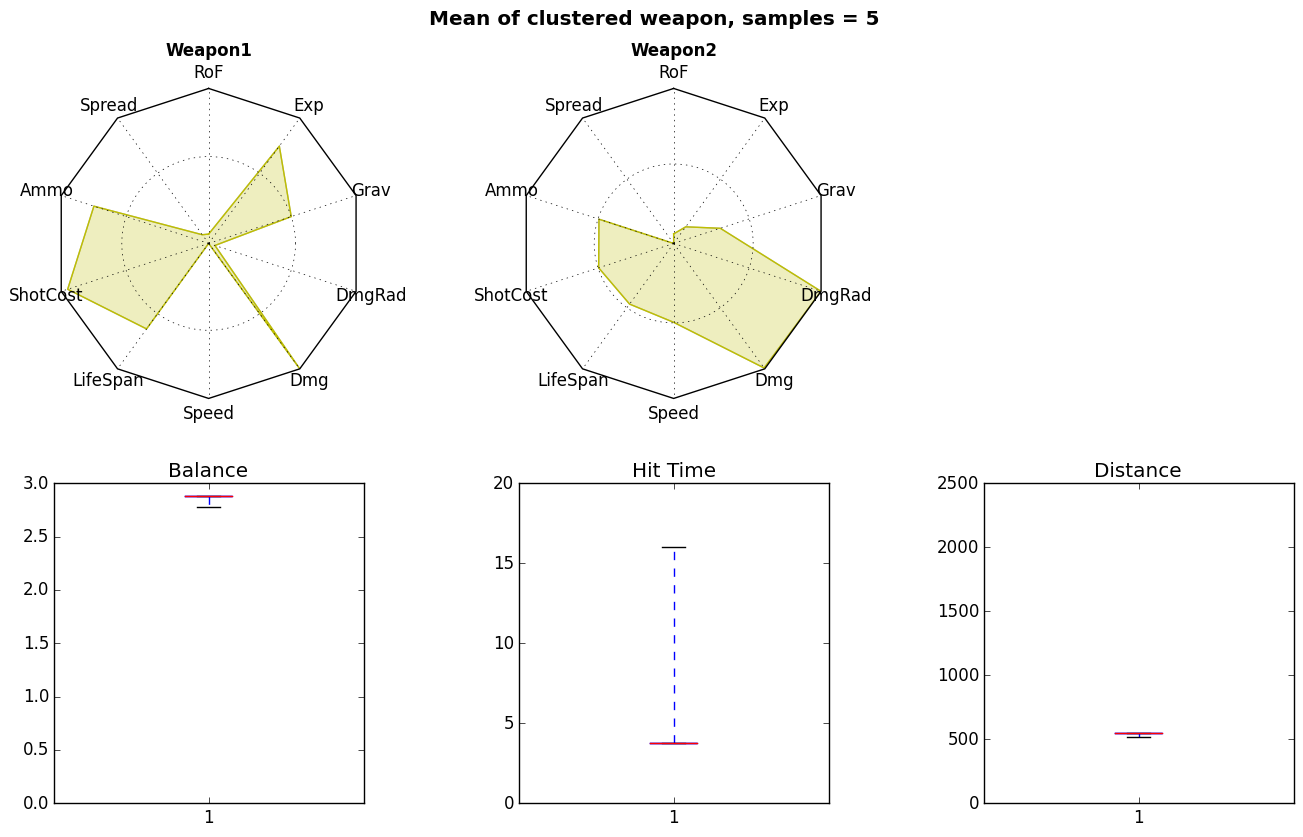 Mean of clustered weapon, samples = 5
Weapon1
RoF
Exp
Grav
DmgRad
Dmg
Speed
LifeSpan
ShotCost
Ammo
Spread
Weapon2
RoF
Exp
Grav
DmgRad
Dmg
Speed
LifeSpan
ShotCost
Ammo
Spread
Balance
3.0
2.5
2.0
1.5
1.0
0.5
0.0
1
Hit Time
20
15
10
5
0
1
Distance
2500
2000
1500
1000
500
0
1